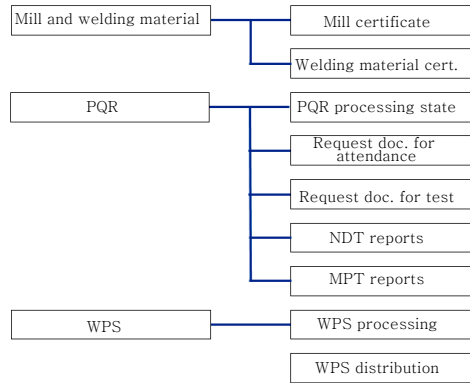 Mill and welding material
Mill certificate
Welding material cert.
PQR
PQR processing state
Request doc. for
attendance
Request doc. for test
NDT reports
MPT reports
WPS
WPS processing
WPS distribution